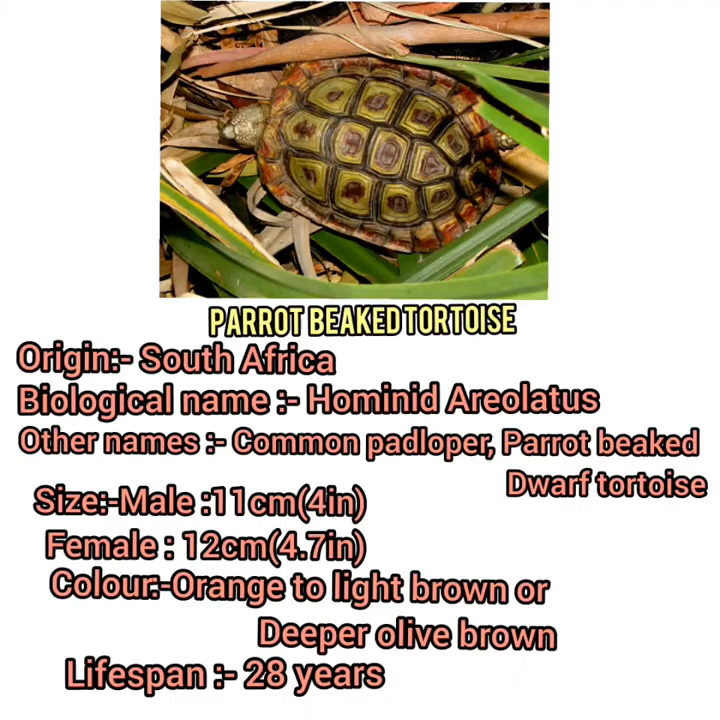 PARROT BEAKED TORTOISE
Origin:- South Africa
Biological name :- Hominid Areolatus
Other names :- Common padloper, Parrot beaked
Dwarf tortoise
Size:-Male :11cm(4in)
Female : 12cm(4.7in)
Colour:-Orange to light brown or
Deeper olive brown
Lifespan :- 28 years